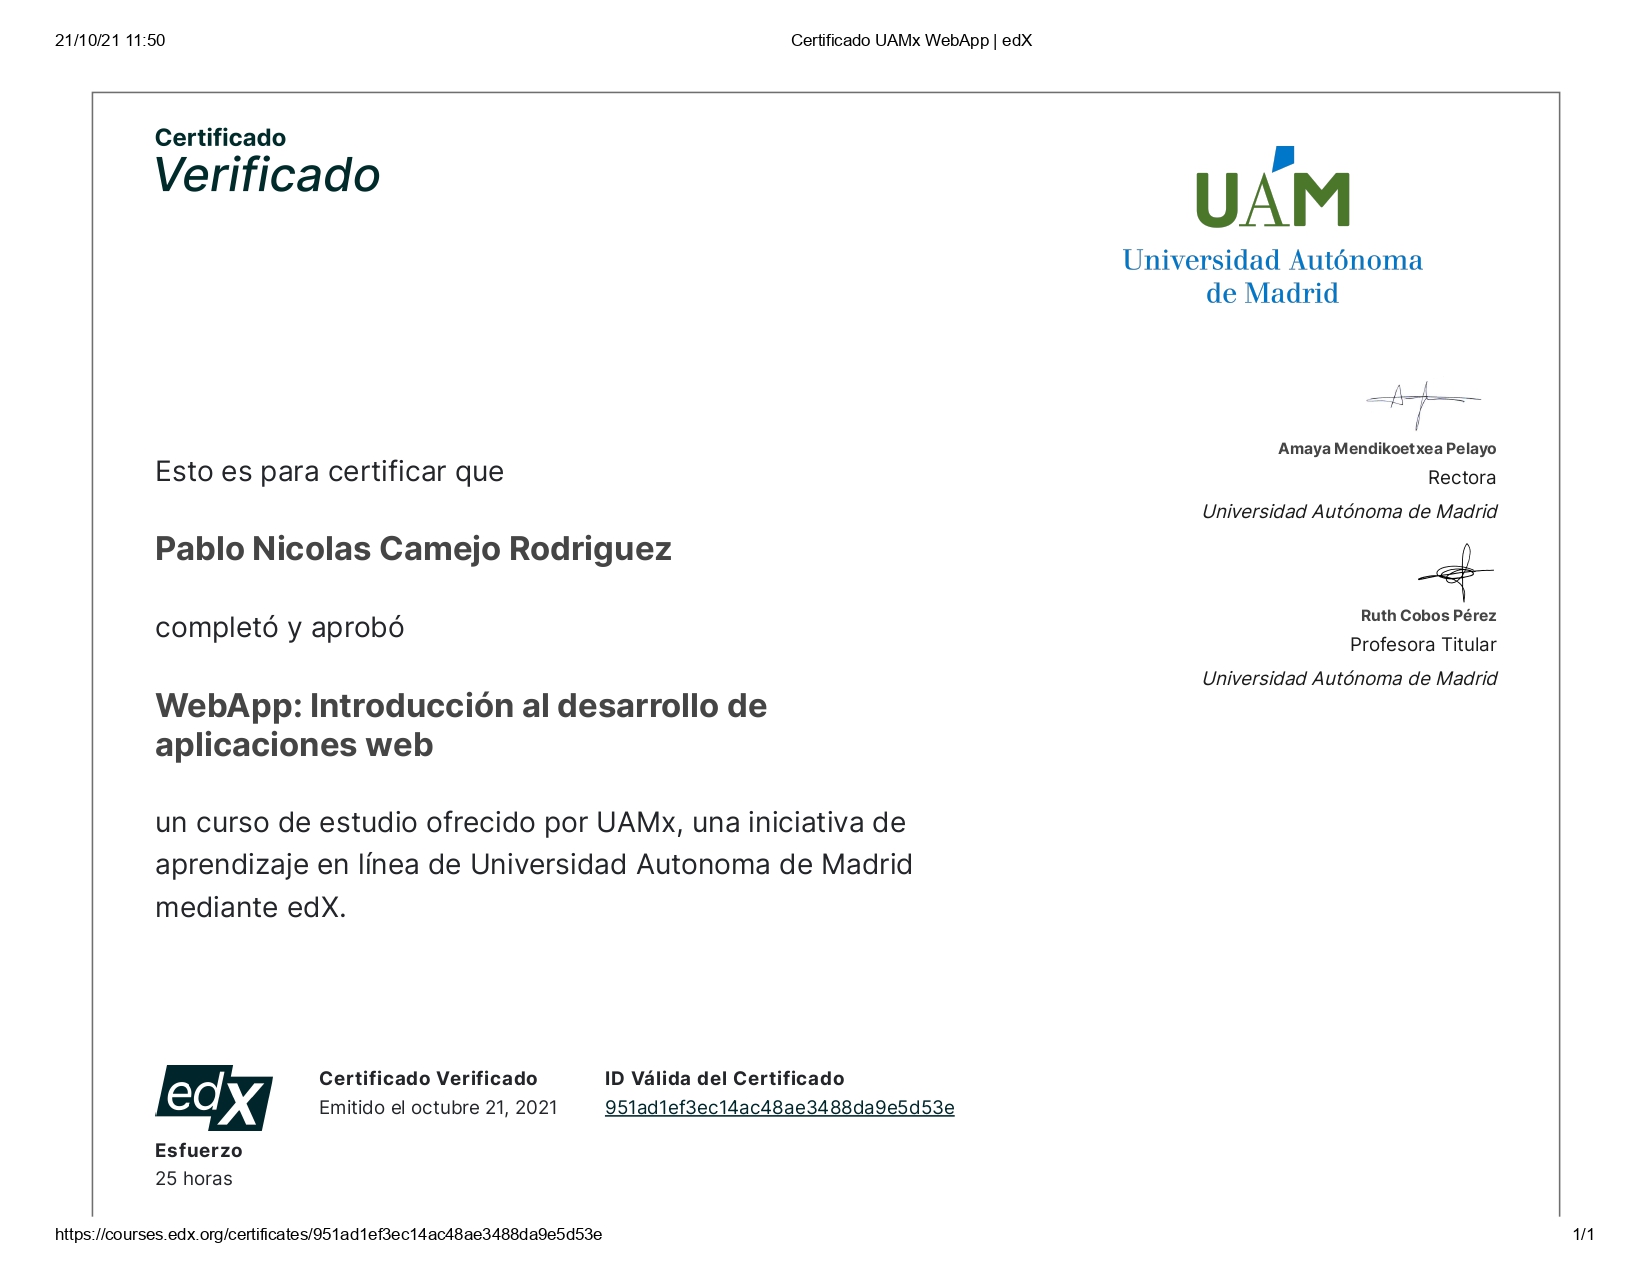 21/10/21 11:50
Certificado UAMx WebApp | edX
Certificado
Verificado
UAM
Universidad Autónoma
de Madrid
Amaya Mendikoetxea Pelayo
Rectora
Universidad Autónoma de Madrid
Ruth Cobos Pérez
Profesora Titular
Universidad Autónoma de Madrid
Esto es para certificar que
Pablo Nicolas Camejo Rodriguez
completó y aprobó
WebApp: Introducción al desarrollo de
aplicaciones web
un curso de estudio ofrecido por UAMx, una iniciativa de
aprendizaje en línea de Universidad Autonoma de Madrid
mediante edX.
edX
Certificado Verificado
Emitido el octubre 21, 2021
ID Válida del Certificado
951ad1ef3ec14ac48ae3488da9e5d53e
Esfuerzo
25 horas
https://courses.edx.org/certificates/951ad1ef3ec14ac48ae3488da9e5d53e
1/1